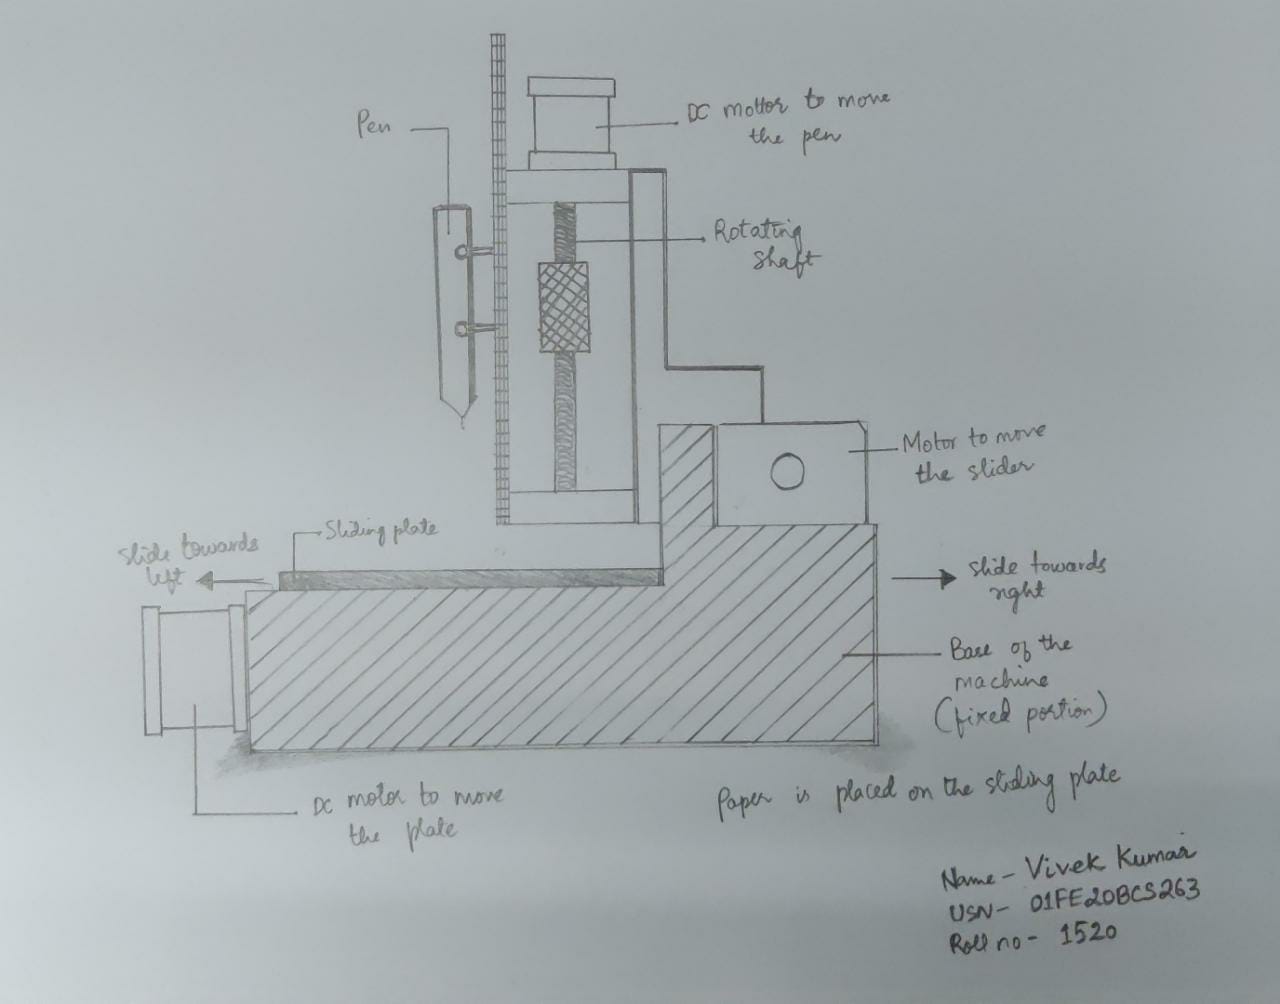 Pen
DC mottor to move
the pen
Rotating
shaft
Motor to move
the slider
Sliding plate
slide towards
left
slide towards
right
Base of the
machine
(fixed portion)
DC motor to move
the plate
Paper is placed on the sliding plate
Name - Vivek Kumar
USN - 01FE20BCS263
Roll no - 1520